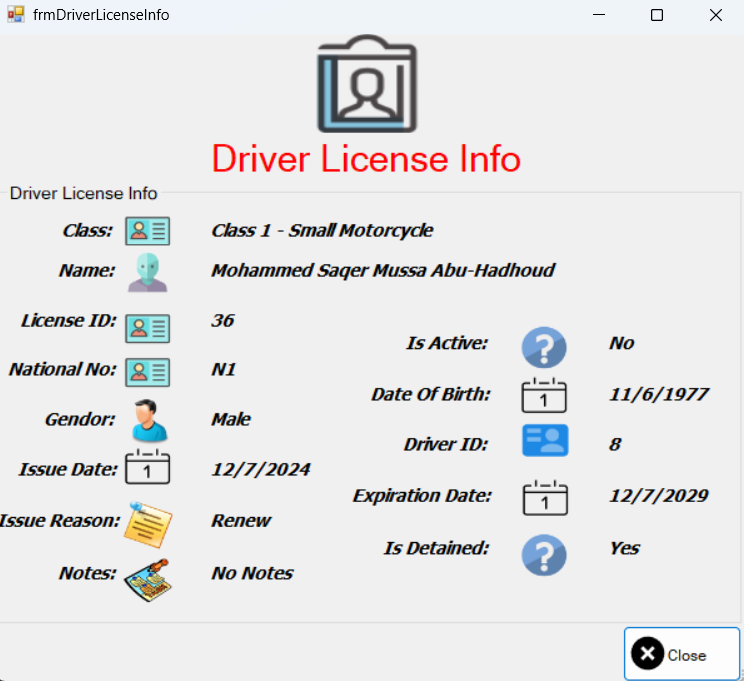 frmDriverLicenseInfo
Driver License Info
Driver License Info
Class: Class 1 - Small Motorcycle
Name: Mohammed Saqer Mussa Abu-Hadhoud
License ID: 36
Is Active: ? No
National No: N1
Date Of Birth: 1 11/6/1977
Gendor: Male
Driver ID: 8
Issue Date: 1 12/7/2024
Expiration Date: 1 12/7/2029
Issue Reason: Renew
Is Detained: ? Yes
Notes: No Notes
Close